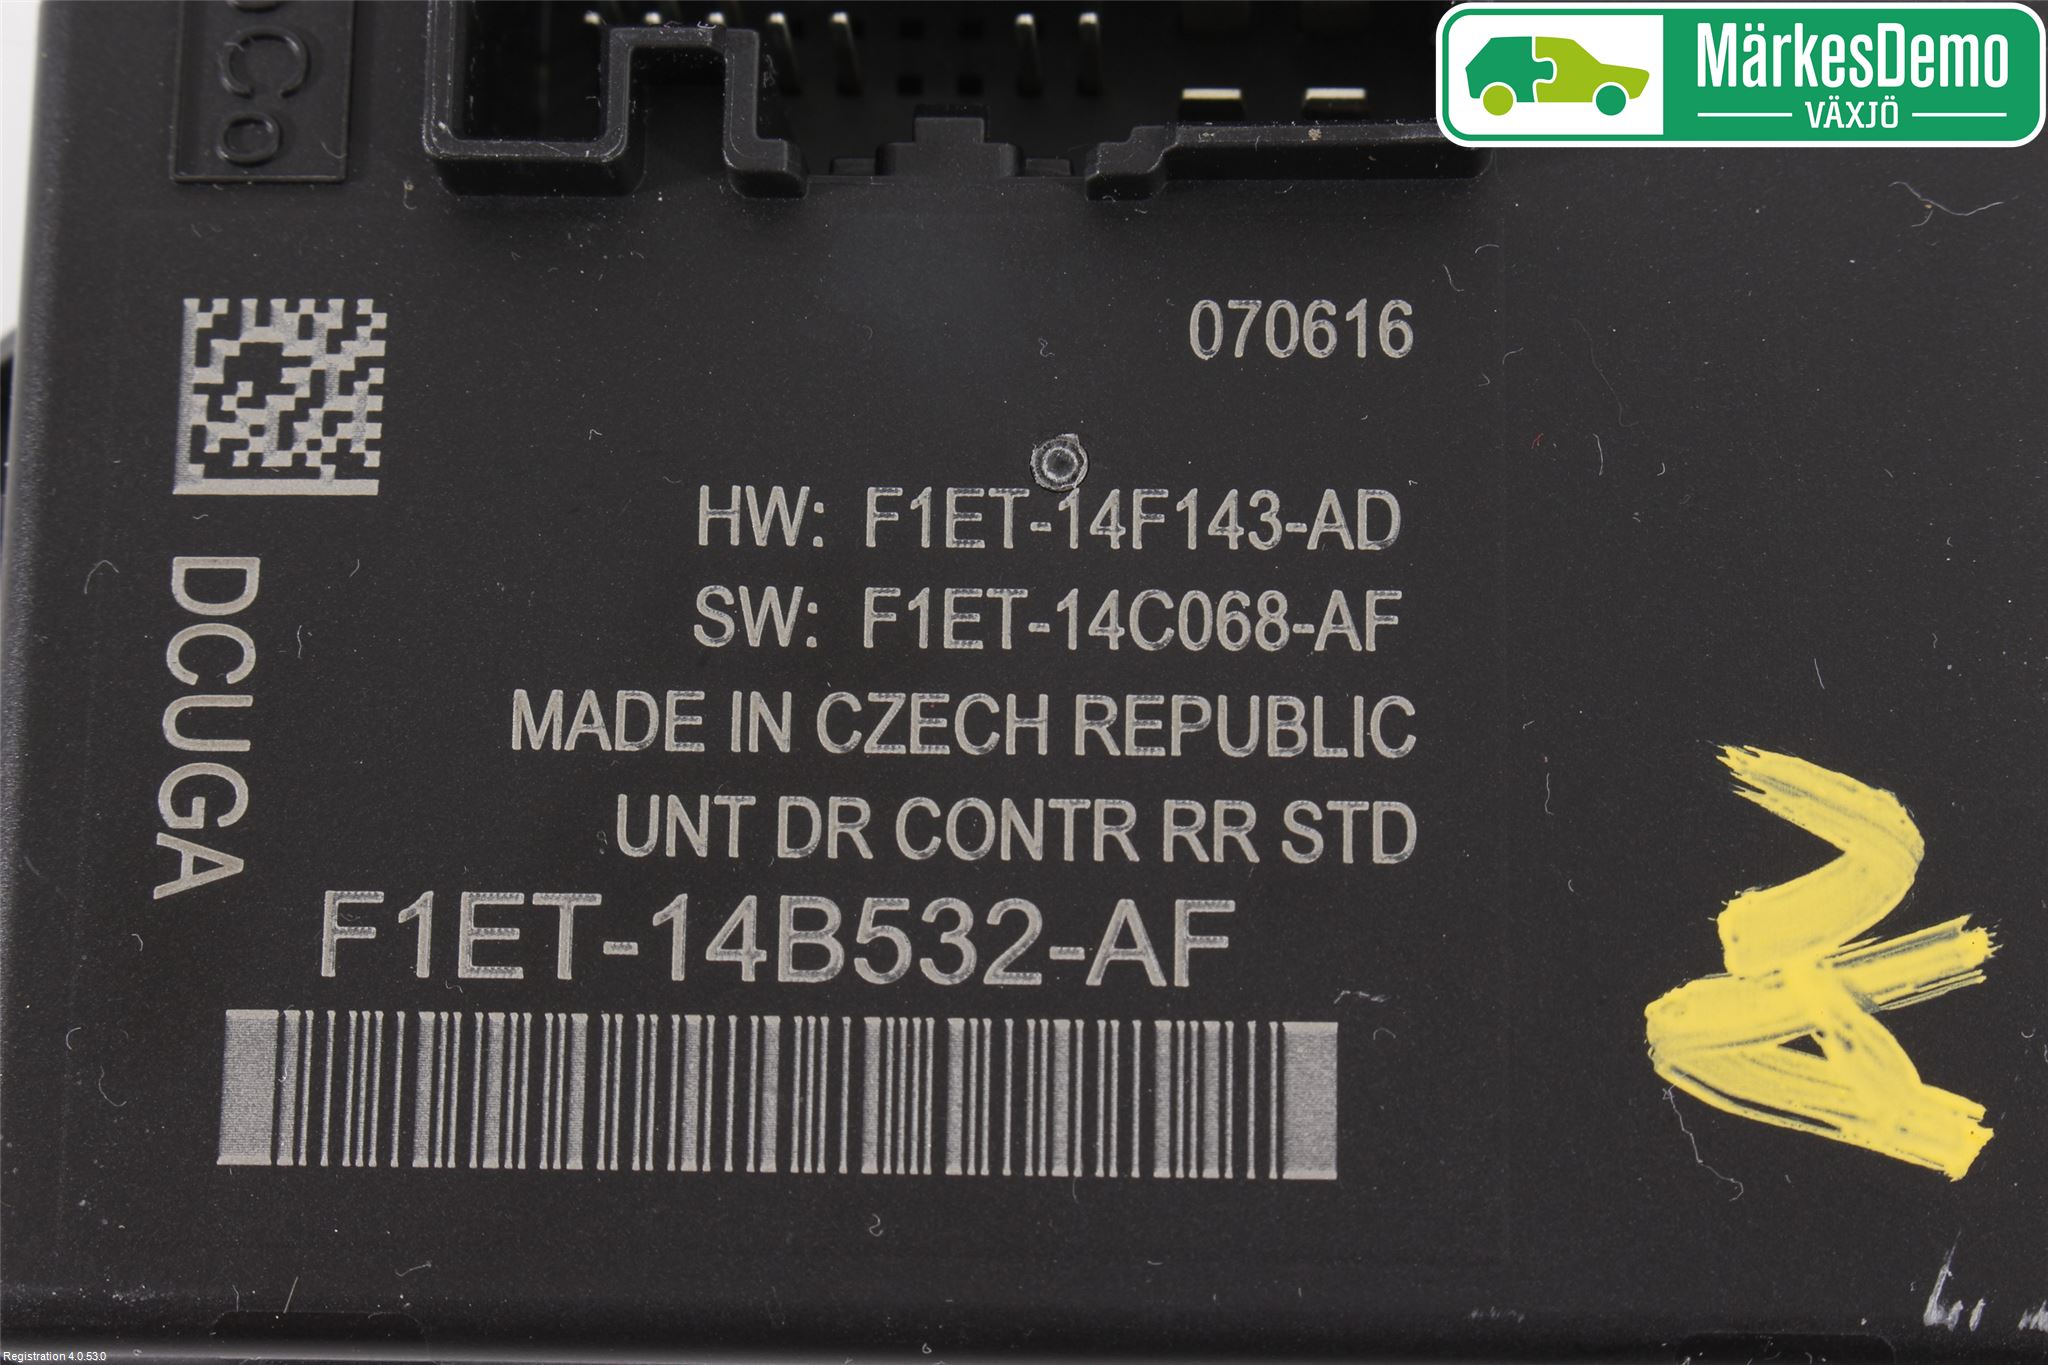 MärkesDemo
VÄXJÖ
070616
HW: F1ET-14F143-AD
SW: F1ET-14C068-AF
MADE IN CZECH REPUBLIC
UNT DR CONTR RR STD
F1ET-14B532-AF
DCUGA
Registration 4.0.53.0